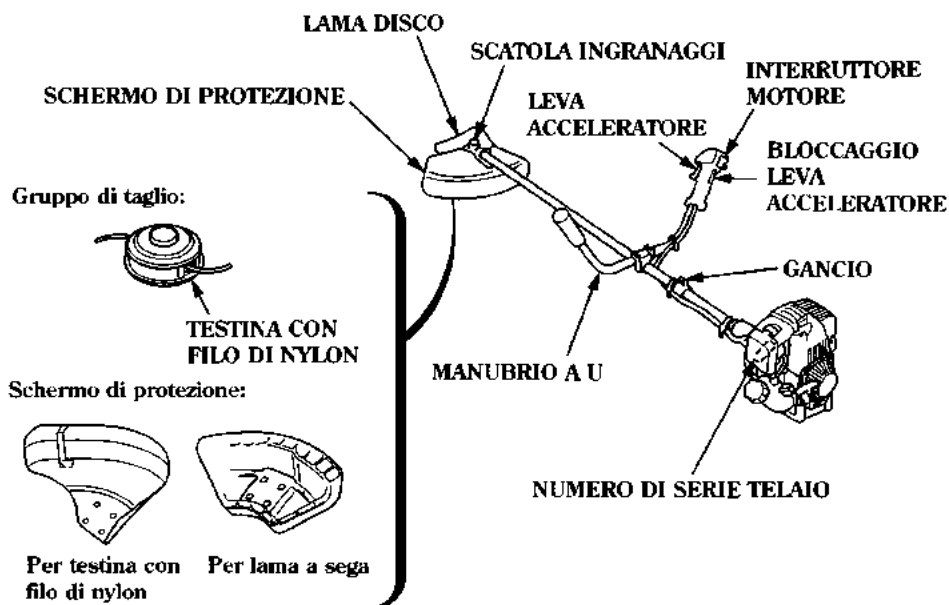 LAMA DISCO
SCATOLA INGRANAGGI
SCHERMO DI PROTEZIONE
LEVA
ACCELERATORE
INTERRUTTORE
MOTORE
BLOCCAGGIO
LEVA
ACCELERATORE
GANCIO
MANUBRIO A U
NUMERO DI SERIE TELAIO
Gruppo di taglio:
TESTINA CON
FILO DI NYLON
Schermo di protezione:
Per testina con
filo di nylon
Per lama a sega